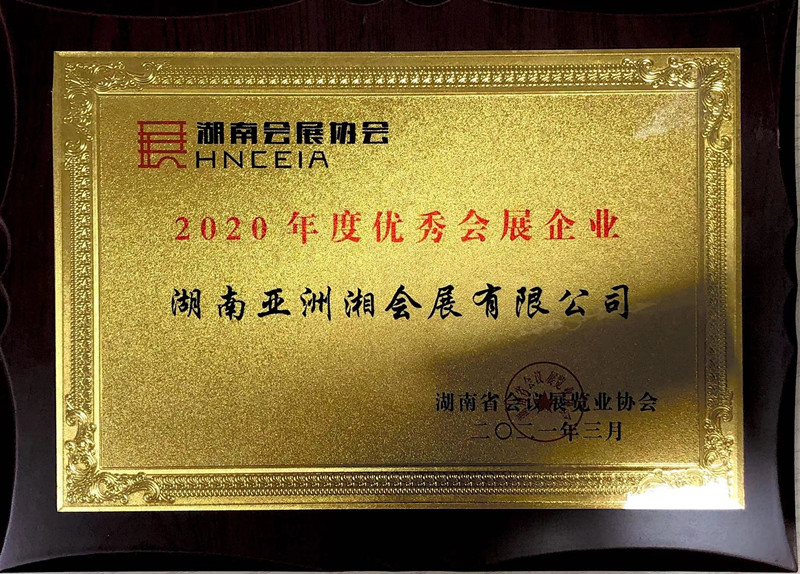 湖南会展协会
HNCEIA
2020年度优秀会展企业
湖南亚洲湘会展有限公司
湖南省会议展览业协会
二〇二一年三月